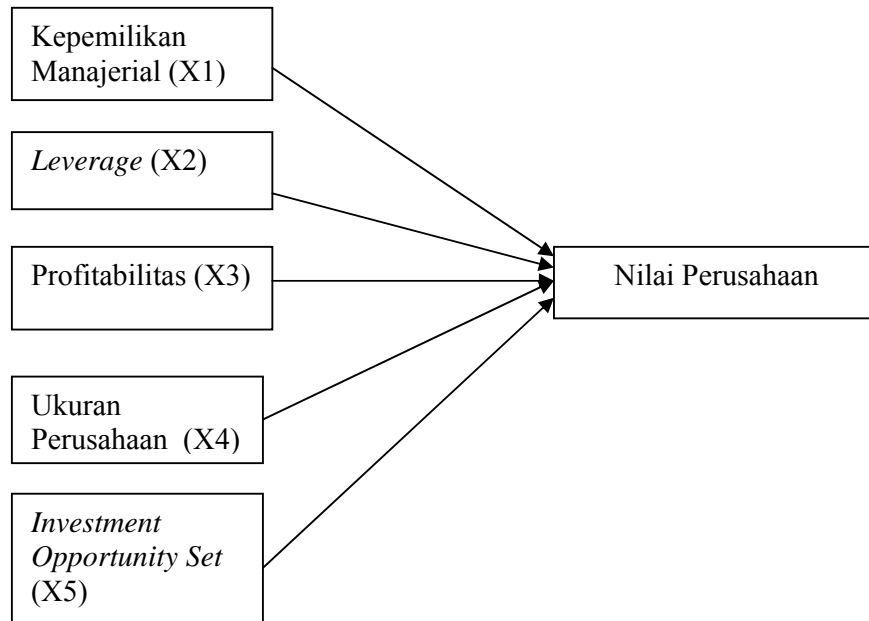 Kepemilikan
Manajerial (X1)
Leverage (X2)
Profitabilitas (X3)
Nilai Perusahaan
Ukuran
Perusahaan (X4)
Investment
Opportunity Set
(X5)